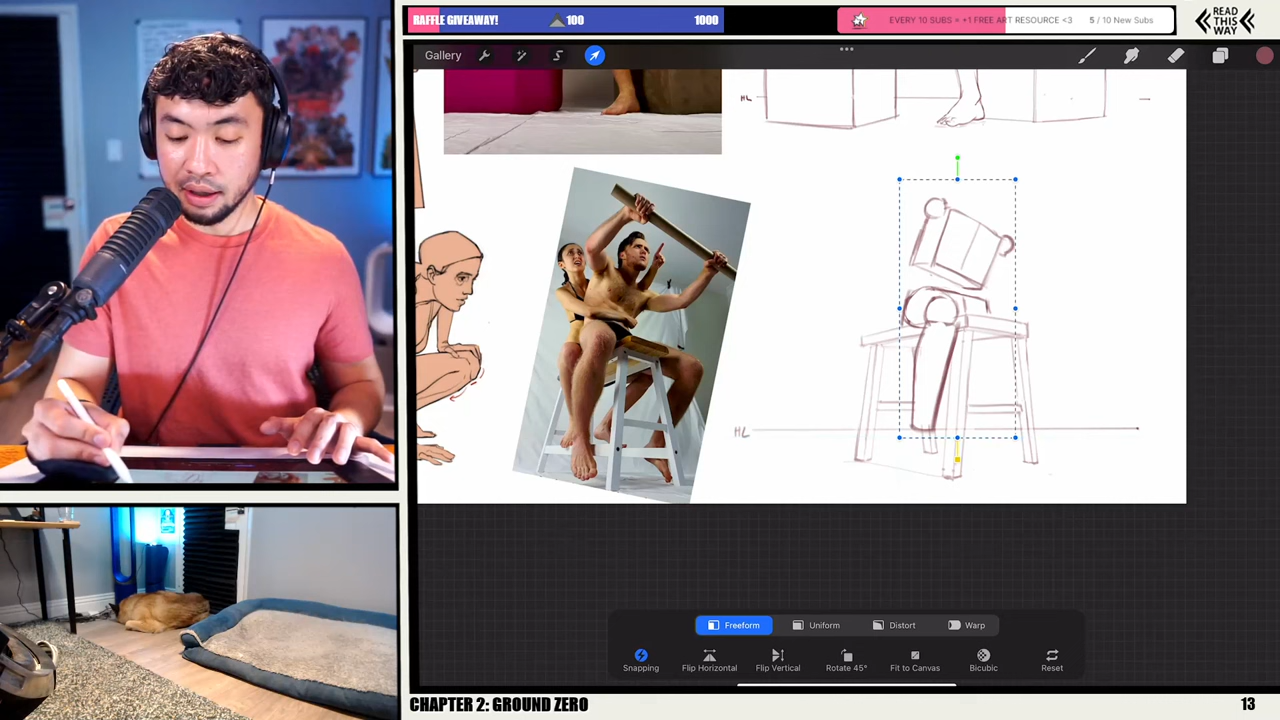 RAFFLE GIVEAWAY! 100 1000
EVERY 10 SUBS = +1 FREE ART RESOURCE <3 5 / 10 New Subs
READ
THIS
WAY
Gallery
HL
HL
Freeform Uniform Distort Warp
Snapping Flip Horizontal Flip Vertical Rotate 45° Fit to Canvas Bicubic Reset
CHAPTER 2: GROUND ZERO
13